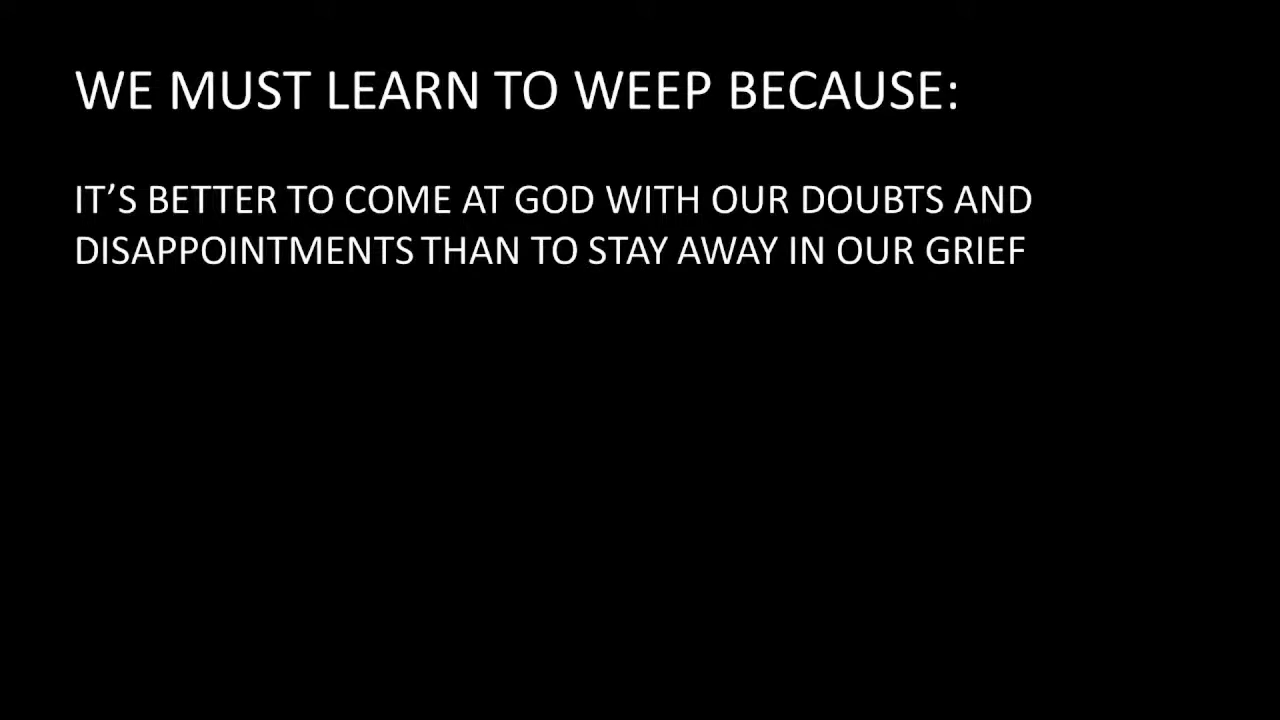 WE MUST LEARN TO WEEP BECAUSE:
IT’S BETTER TO COME AT GOD WITH OUR DOUBTS AND
DISAPPOINTMENTS THAN TO STAY AWAY IN OUR GRIEF